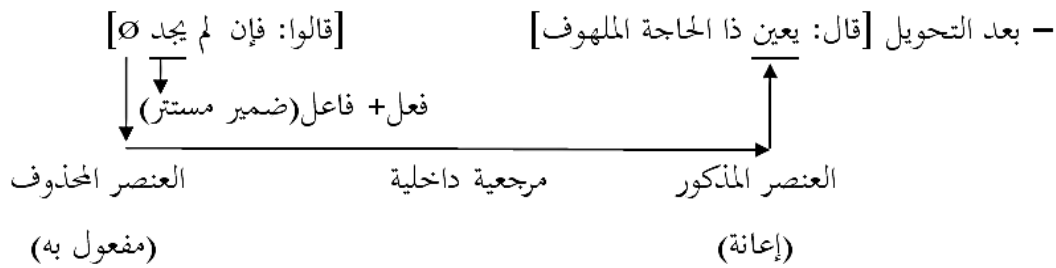 – بعد التحويل [قال: يعين ذا الحاجة الملهوف] [قالوا: فإن لم يجد ø]
فعل+ فاعل(ضمير مستتر)
العنصر المذكور مرجعية داخلية العنصر المحذوف
(إعانة) (مفعول به)